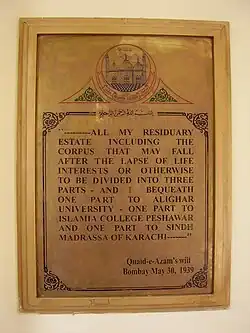 "----------ALL MY RESIDUARY
ESTATE INCLUDING THE
CORPUS THAT MAY FALL
AFTER THE LAPSE OF LIFE
INTERESTS OR OTHERWISE
TO BE DIVIDED INTO THREE
PARTS - AND I BEQUEATH
ONE PART TO ALIGHAR
UNIVERSITY - ONE PART TO
ISLAMIA COLLEGE PESHAWAR
AND ONE PART TO SINDH
MADRASSA OF KARACHI------"
Quaid-e-Azam's will
Bombay May 30, 1939